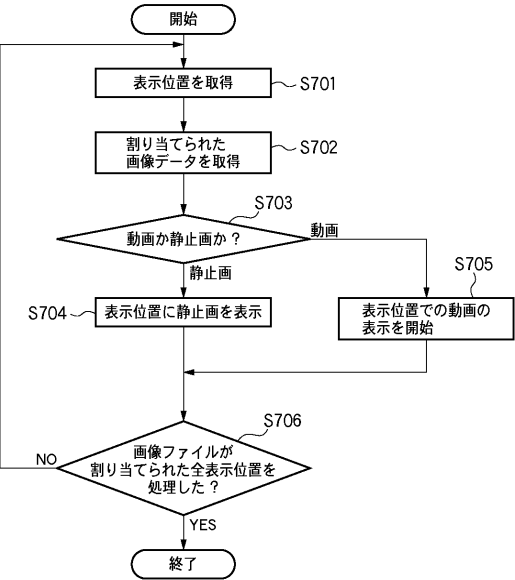 開始
表示位置を取得
S701
割り当てられた
画像データを取得
S702
S703
動画か静止画か？
動画
静止画
S704
表示位置に静止画を表示
S705
表示位置での動画の
表示を開始
S706
画像ファイルが
割り当てられた全表示位置を
処理した？
NO
YES
終了